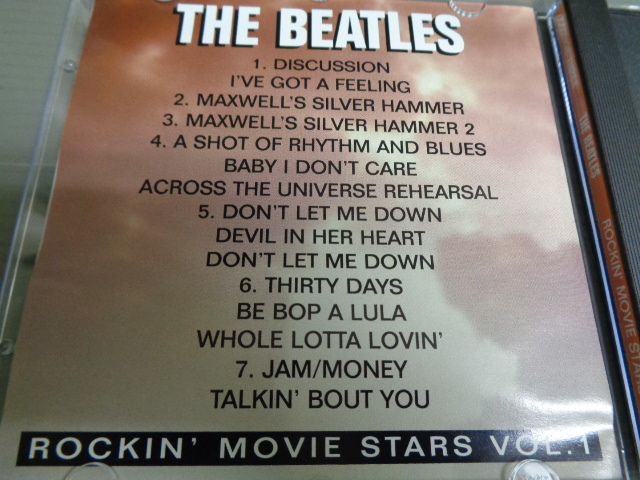 THE BEATLES
1. DISCUSSION
I'VE GOT A FEELING
2. MAXWELL'S SILVER HAMMER
3. MAXWELL'S SILVER HAMMER 2
4. A SHOT OF RHYTHM AND BLUES
BABY I DON'T CARE
ACROSS THE UNIVERSE REHEARSAL
5. DON'T LET ME DOWN
DEVIL IN HER HEART
DON'T LET ME DOWN
6. THIRTY DAYS
BE BOP A LULA
WHOLE LOTTA LOVIN'
7. JAM/MONEY
TALKIN' BOUT YOU
ROCKIN' MOVIE STARS VOL.1
THE BEATLES
ROCKIN' MOVIE STAR